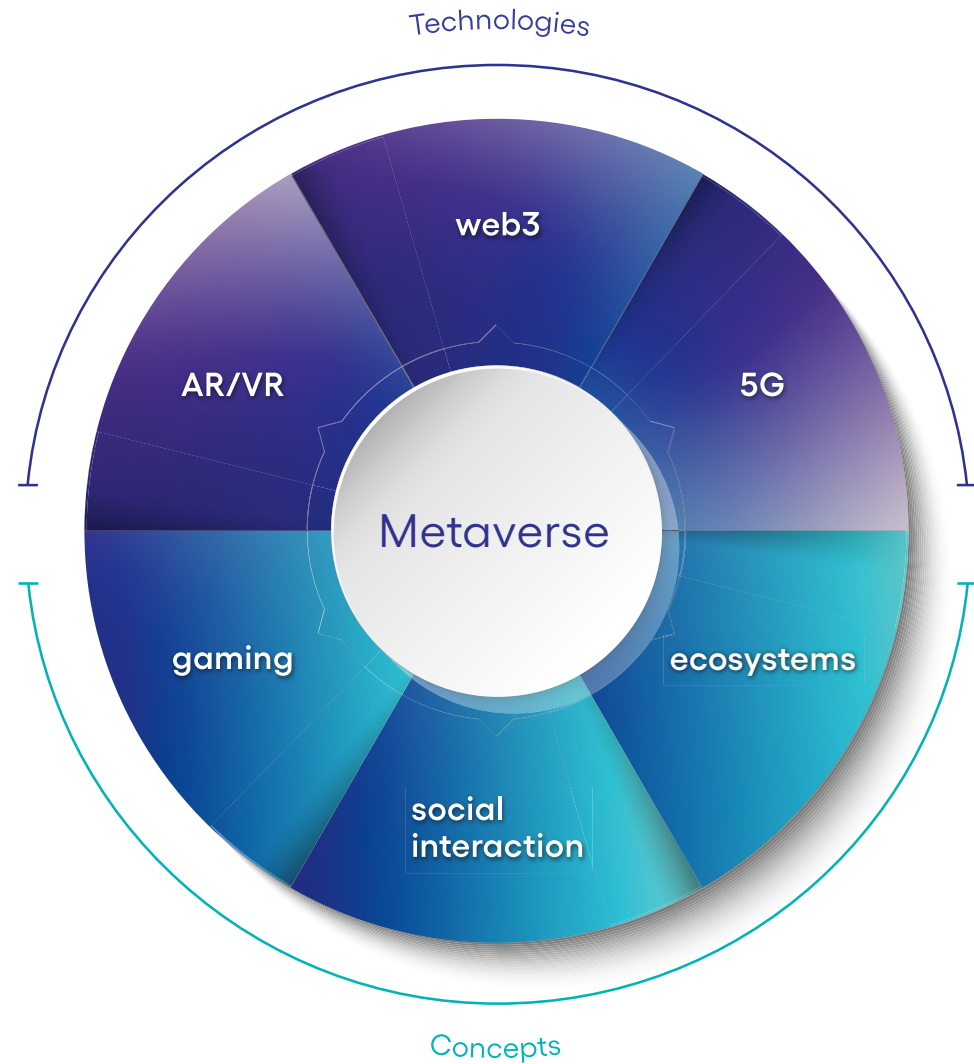 Technologies
web3
AR/VR
5G
Metaverse
gaming
ecosystems
social
interaction
Concepts